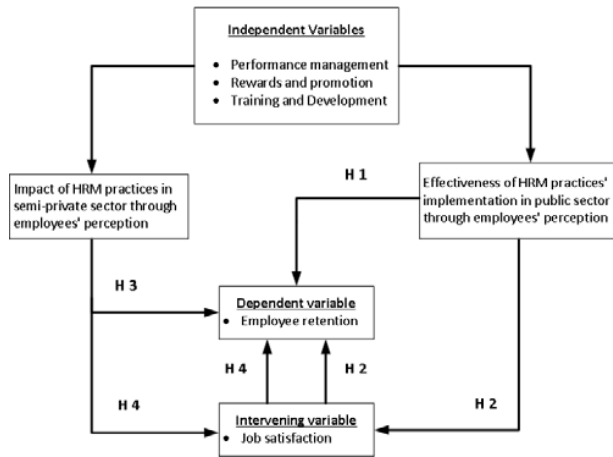 Independent Variables
• Performance management
• Rewards and promotion
• Training and Development
Impact of HRM practices in
semi-private sector through
employees' perception
H 1
Effectiveness of HRM practices'
implementation in public sector
through employees' perception
H 3
Dependent variable
• Employee retention
H 4
H 2
H 4
H 2
Intervening variable
• Job satisfaction